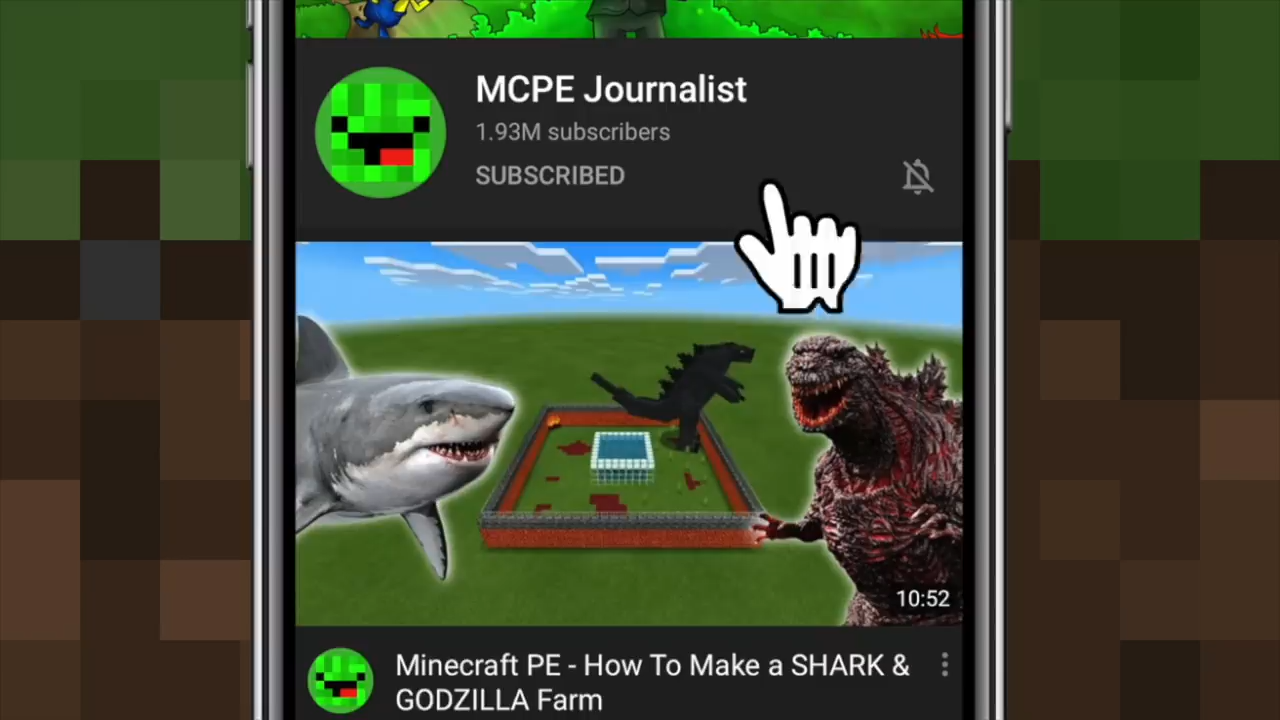 MCPE Journalist
1.93M subscribers
SUBSCRIBED
10:52
Minecraft PE - How To Make a SHARK &
GODZILLA Farm